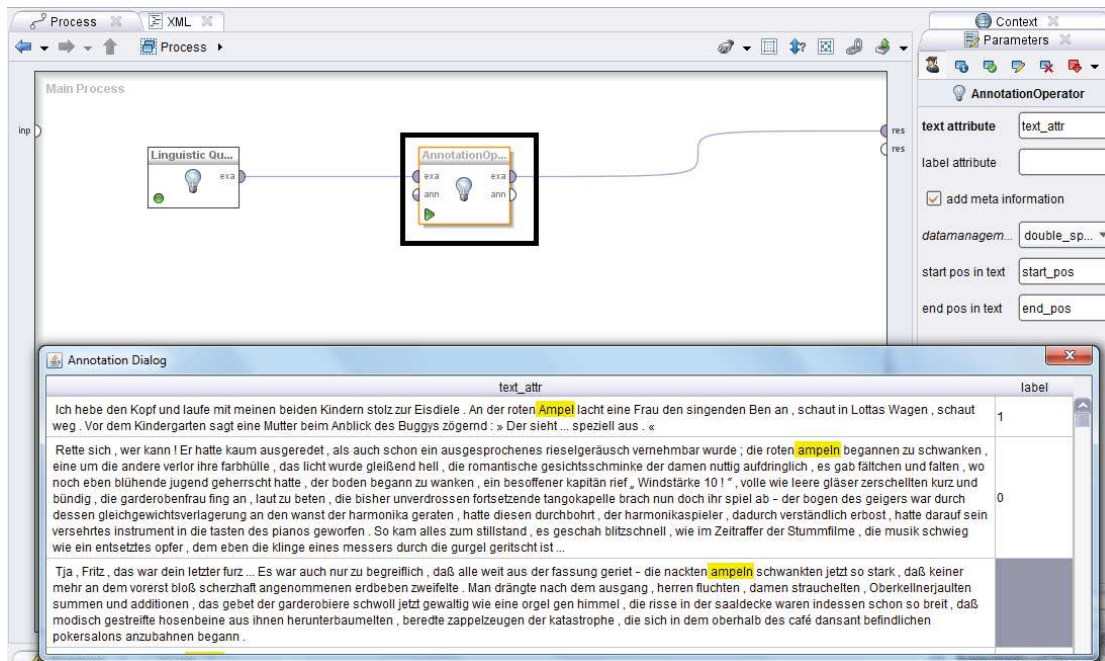 Process XML
Process
Main Process
inp
Linguistic Qu...
exa
AnnotationOp...
exa exa
ann ann
res
res
Context
Parameters
AnnotationOperator
text attribute text_attr
label attribute
add meta information
datamanagem... double_sp...
start pos in text start_pos
end pos in text end_pos
Annotation Dialog
text_attr label
Ich hebe den Kopf und laufe mit meinen beiden Kindern stolz zur Eisdiele . An der roten Ampel lacht eine Frau den singenden Ben an , schaut in Lottas Wagen , schaut
weg . Vor dem Kindergarten sagt eine Mutter beim Anblick des Buggys zögernd : » Der sieht ... speziell aus . «
1
Rette sich , wer kann ! Er hatte kaum ausgeredet , als auch schon ein ausgesprochenes rieselgeräusch vernehmbar wurde ; die roten ampeln begannen zu schwanken ,
eine um die andere verlor ihre farbhülle , das licht wurde gleißend hell , die romantische gesichtsschminke der damen nuttig aufdringlich , es gab fältchen und falten , wo
noch eben blühende jugend geherrscht hatte , der boden begann zu wanken , ein besoffener kapitän rief „ Windstärke 10 ! “ , volle wie leere gläser zerschellten kurz und
bündig , die garderobenfrau fing an , laut zu beten , die bisher unverdrossen fortsetzende tangokapelle brach nun doch ihr spiel ab – der bogen des geigers war durch
dessen gleichgewichtsverlagerung an den wanst der harmonika geraten , hatte diesen durchbohrt , der harmonikaspieler , dadurch verständlich erbost , hatte darauf sein
versehrtes instrument in die tasten des pianos geworfen . So kam alles zum stillstand , es geschah blitzschnell , wie im Zeitraffer der Stummfilme , die musik schwieg
wie ein entsetztes opfer , dem eben die klinge eines messers durch die gurgel geritscht ist ...
0
Tja , Fritz , das war dein letzter furz ... Es war auch nur zu begreiflich , daß alle weit aus der fassung geriet – die nackten ampeln schwankten jetzt so stark , daß keiner
mehr an dem vorerst bloß scherzhaft angenommenen erdbeben zweifelte . Man drängte nach dem ausgang , herren fluchten , damen strauchelten , Oberkellnerjaulten
summen und additionen , das gebet der garderobiere schwoll jetzt gewaltig wie eine orgel gen himmel , die risse in der saaldecke waren indessen schon so breit , daß
modisch gestreifte hosenbeine aus ihnen herunterbaumelten , beredte zappelzeugen der katastrophe , die sich in dem oberhalb des café dansant befindlichen
pokersalons anzubahnen begann .